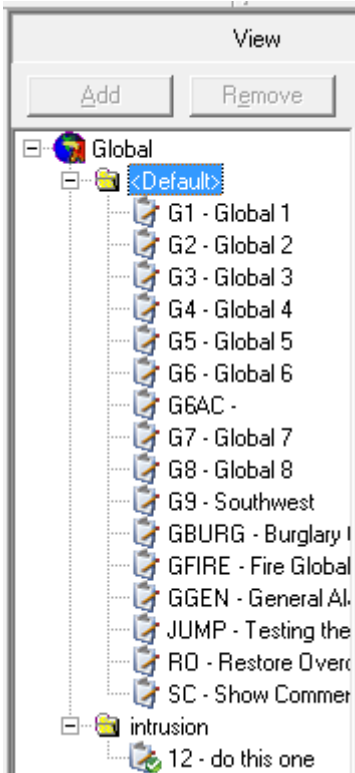 View
Add Remove
Global
<Default>
G1 - Global 1
G2 - Global 2
G3 - Global 3
G4 - Global 4
G5 - Global 5
G6 - Global 6
G6AC -
G7 - Global 7
G8 - Global 8
G9 - Southwest
GBURG - Burglary
GFIRE - Fire Global
GGEN - General
JUMP - Testing the
RO - Restore
SC - Show
intrusion
12 - do this one